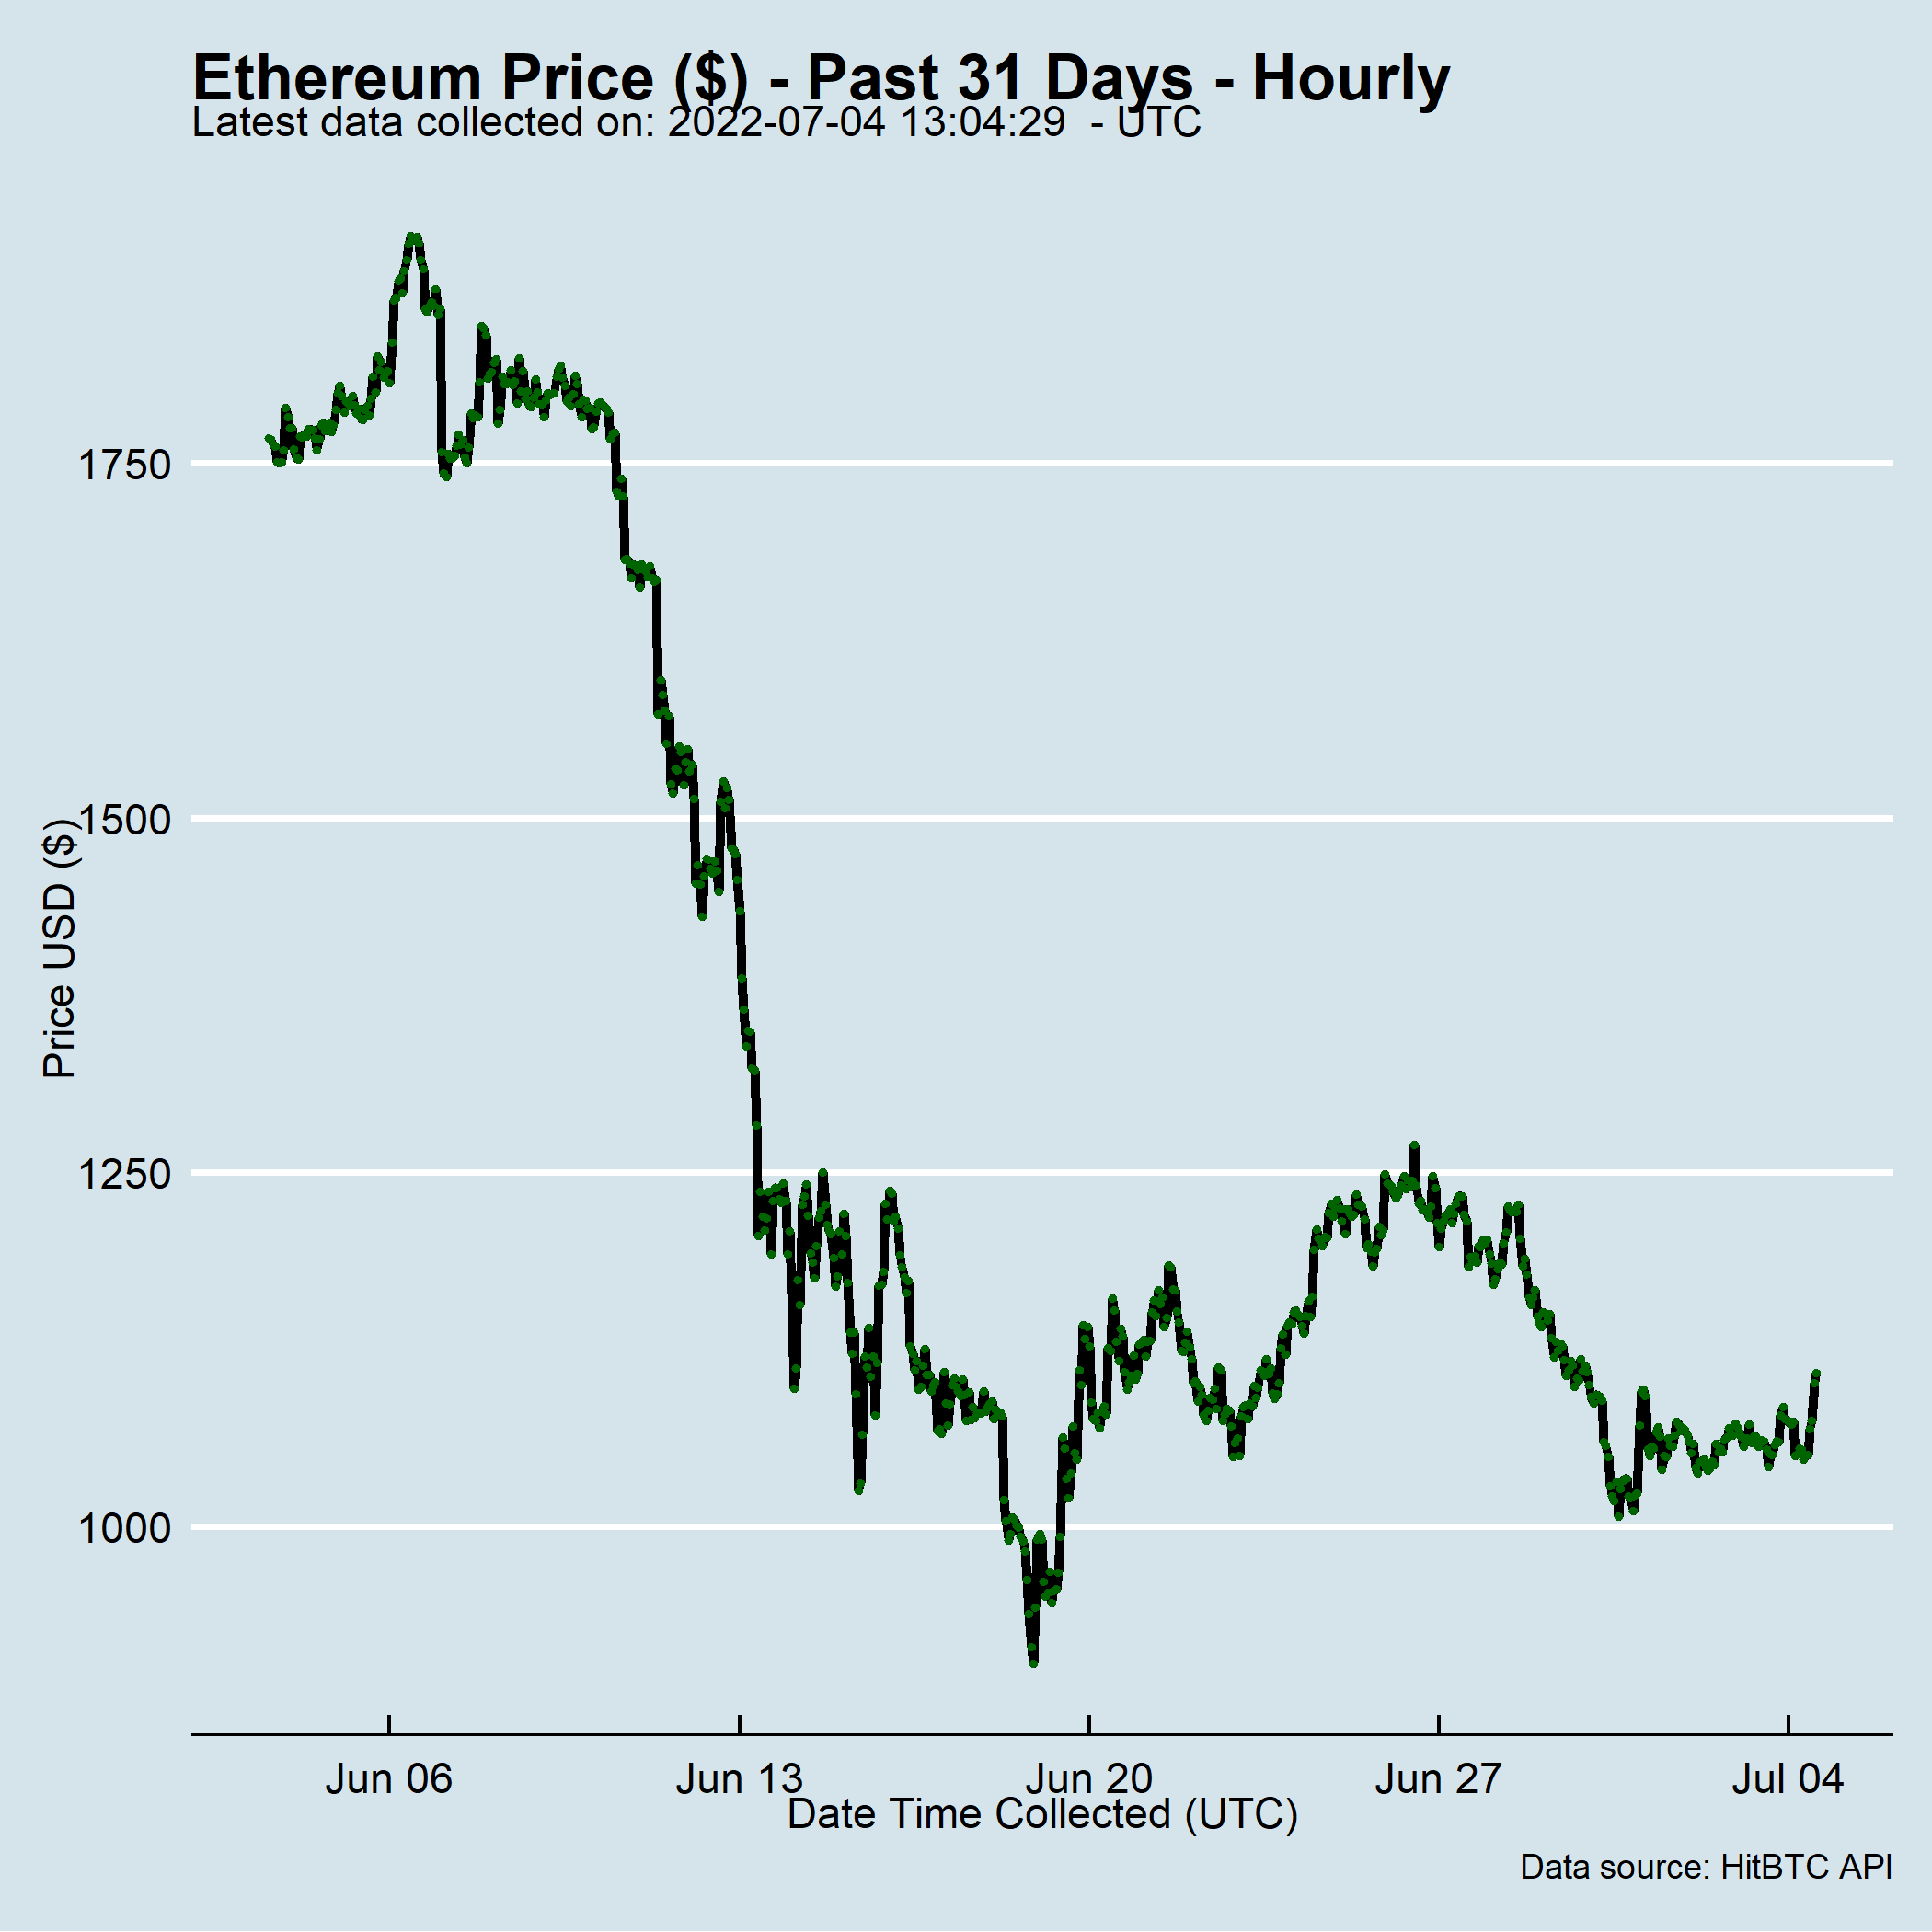 Ethereum Price ($) - Past 31 Days - Hourly
Latest data collected on: 2022-07-04 13:04:29  - UTC
1750
1500
1250
1000
Price USD ($)
Jun 06
Jun 13
Jun 20
Jun 27
Jul 04
Date Time Collected (UTC)
Data source: HitBTC API